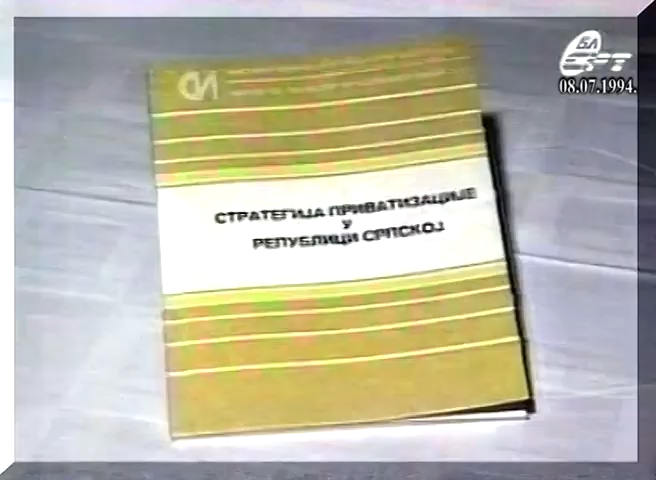 БЛ
СРТ
08.07.1994.
СИ
СТРАТЕГИЈА ПРИВАТИЗАЦИЈЕ
У
РЕПУБЛИЦИ СРПСКОЈ